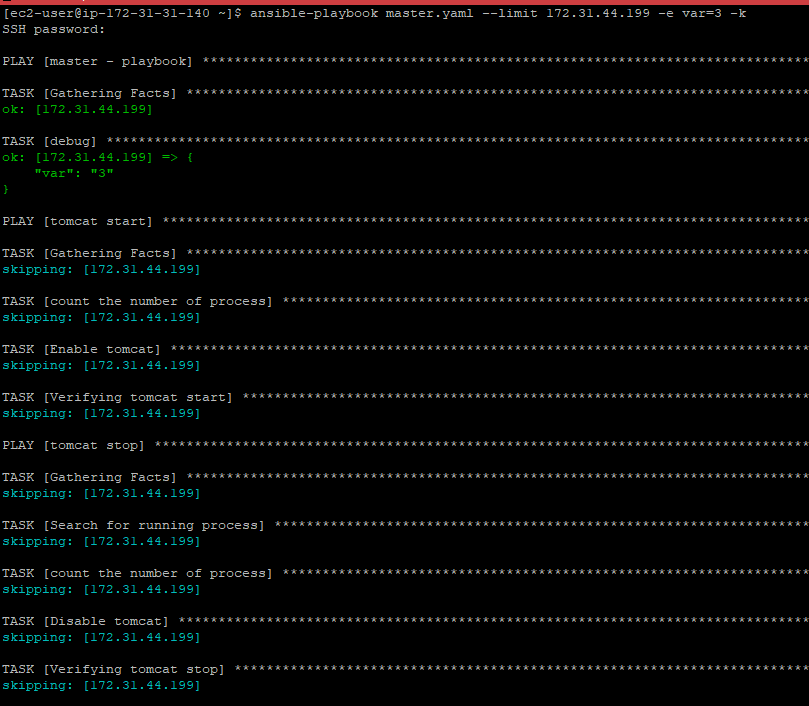 [ec2-user@ip-172-31-31-140 ~]$ ansible-playbook master.yaml --limit 172.31.44.199 -e var=3 -k
SSH password:
PLAY [master - playbook] ****************************************************************************
TASK [Gathering Facts] ******************************************************************************
ok: [172.31.44.199]
TASK [debug] ****************************************************************************************
ok: [172.31.44.199] => {
    "var": "3"
}
PLAY [tomcat start] *********************************************************************************
TASK [Gathering Facts] ******************************************************************************
skipping: [172.31.44.199]
TASK [count the number of process] ******************************************************************
skipping: [172.31.44.199]
TASK [Enable tomcat] ********************************************************************************
skipping: [172.31.44.199]
TASK [Verifying tomcat start] ***********************************************************************
skipping: [172.31.44.199]
PLAY [tomcat stop] **********************************************************************************
TASK [Gathering Facts] ******************************************************************************
skipping: [172.31.44.199]
TASK [Search for running process] *******************************************************************
skipping: [172.31.44.199]
TASK [count the number of process] ******************************************************************
skipping: [172.31.44.199]
TASK [Disable tomcat] *******************************************************************************
skipping: [172.31.44.199]
TASK [Verifying tomcat stop] ************************************************************************
skipping: [172.31.44.199]